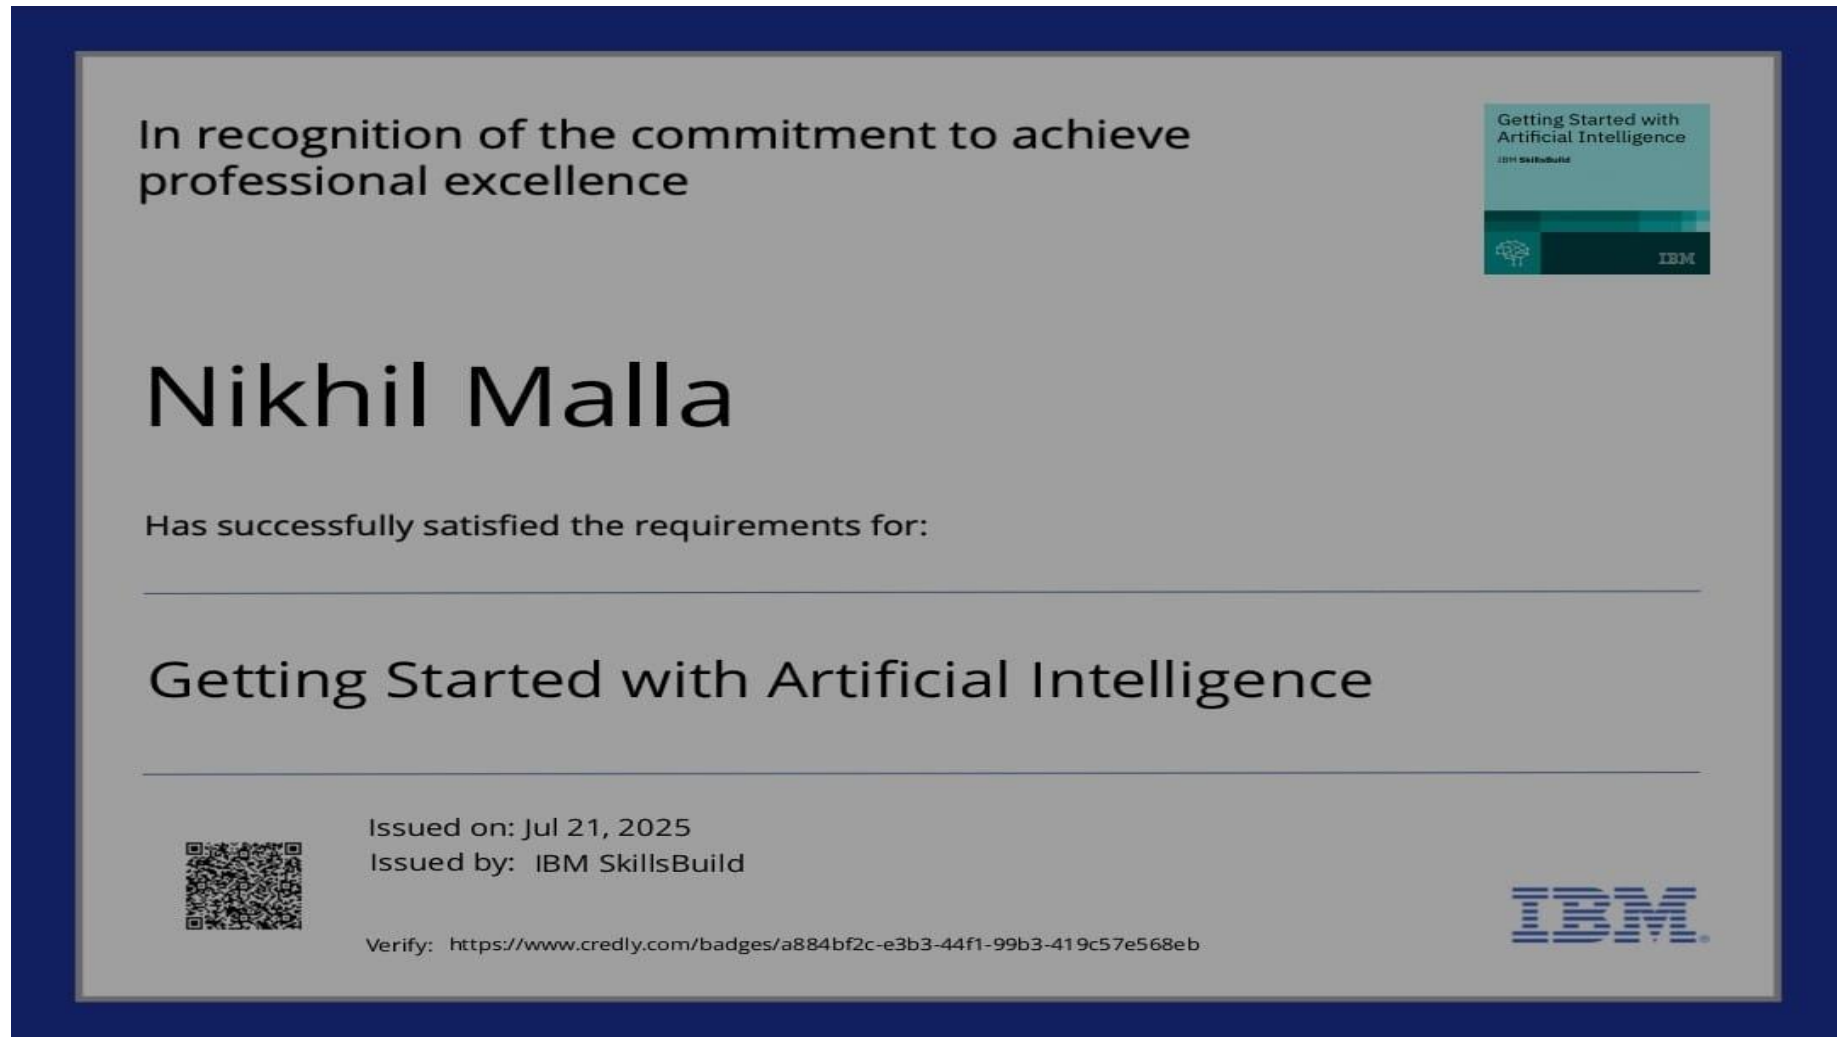 In recognition of the commitment to achieve
professional excellence
Getting Started with
Artificial Intelligence
IBM SkillsBuild
IBM
Nikhil Malla
Has successfully satisfied the requirements for:
Getting Started with Artificial Intelligence
Issued on: Jul 21, 2025
Issued by: IBM SkillsBuild
Verify: https://www.credly.com/badges/a884bf2c-e3b3-44f1-99b3-419c57e568eb
IBM®